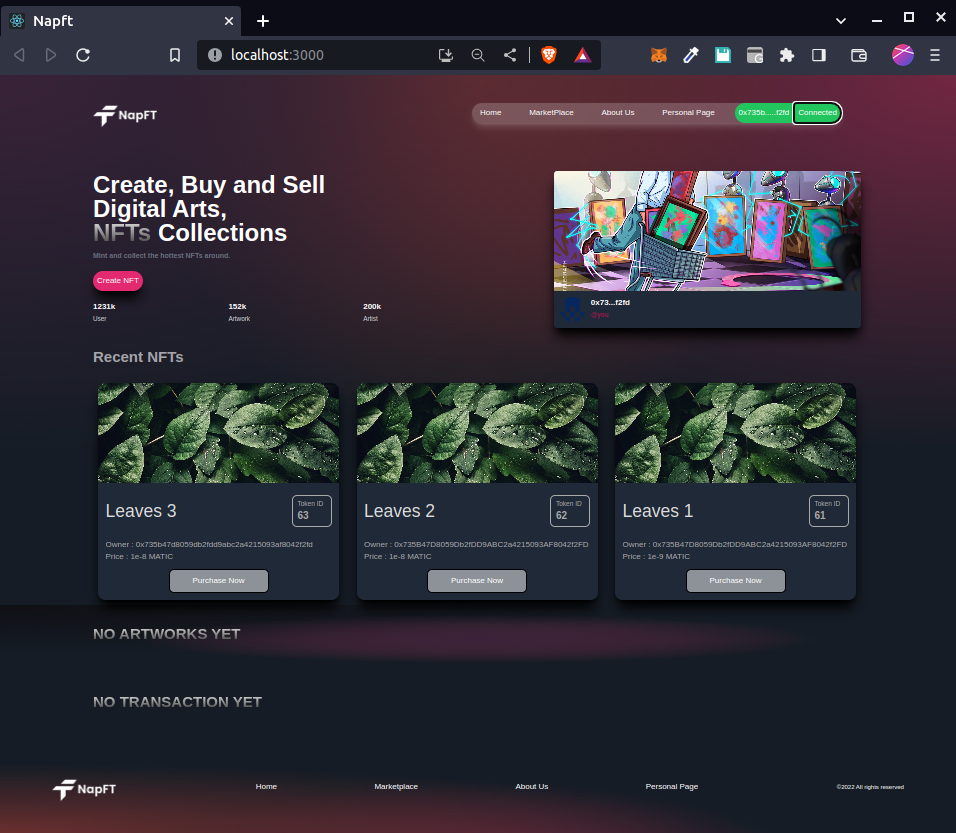 Napft
localhost:3000
NapFT
Home
MarketPlace
About Us
Personal Page
0x735b.....f2fd
Connected
Create, Buy and Sell
Digital Arts,
NFTs Collections
Mint and collect the hottest NFTs around.
Create NFT
1231k
User
152k
Artwork
200k
Artist
0x73...f2fd
@you
Recent NFTs
Leaves 3
Token ID
63
Owner : 0x735b47d8059db2fdd9abc2a4215093af8042f2fd
Price : 1e-8 MATIC
Purchase Now
Leaves 2
Token ID
62
Owner : 0x735B47D8059Db2fDD9ABC2a4215093AF8042f2FD
Price : 1e-8 MATIC
Purchase Now
Leaves 1
Token ID
61
Owner : 0x735B47D8059Db2fDD9ABC2a4215093AF8042f2FD
Price : 1e-9 MATIC
Purchase Now
NO ARTWORKS YET
NO TRANSACTION YET
NapFT
Home
Marketplace
About Us
Personal Page
©2022 All rights reserved